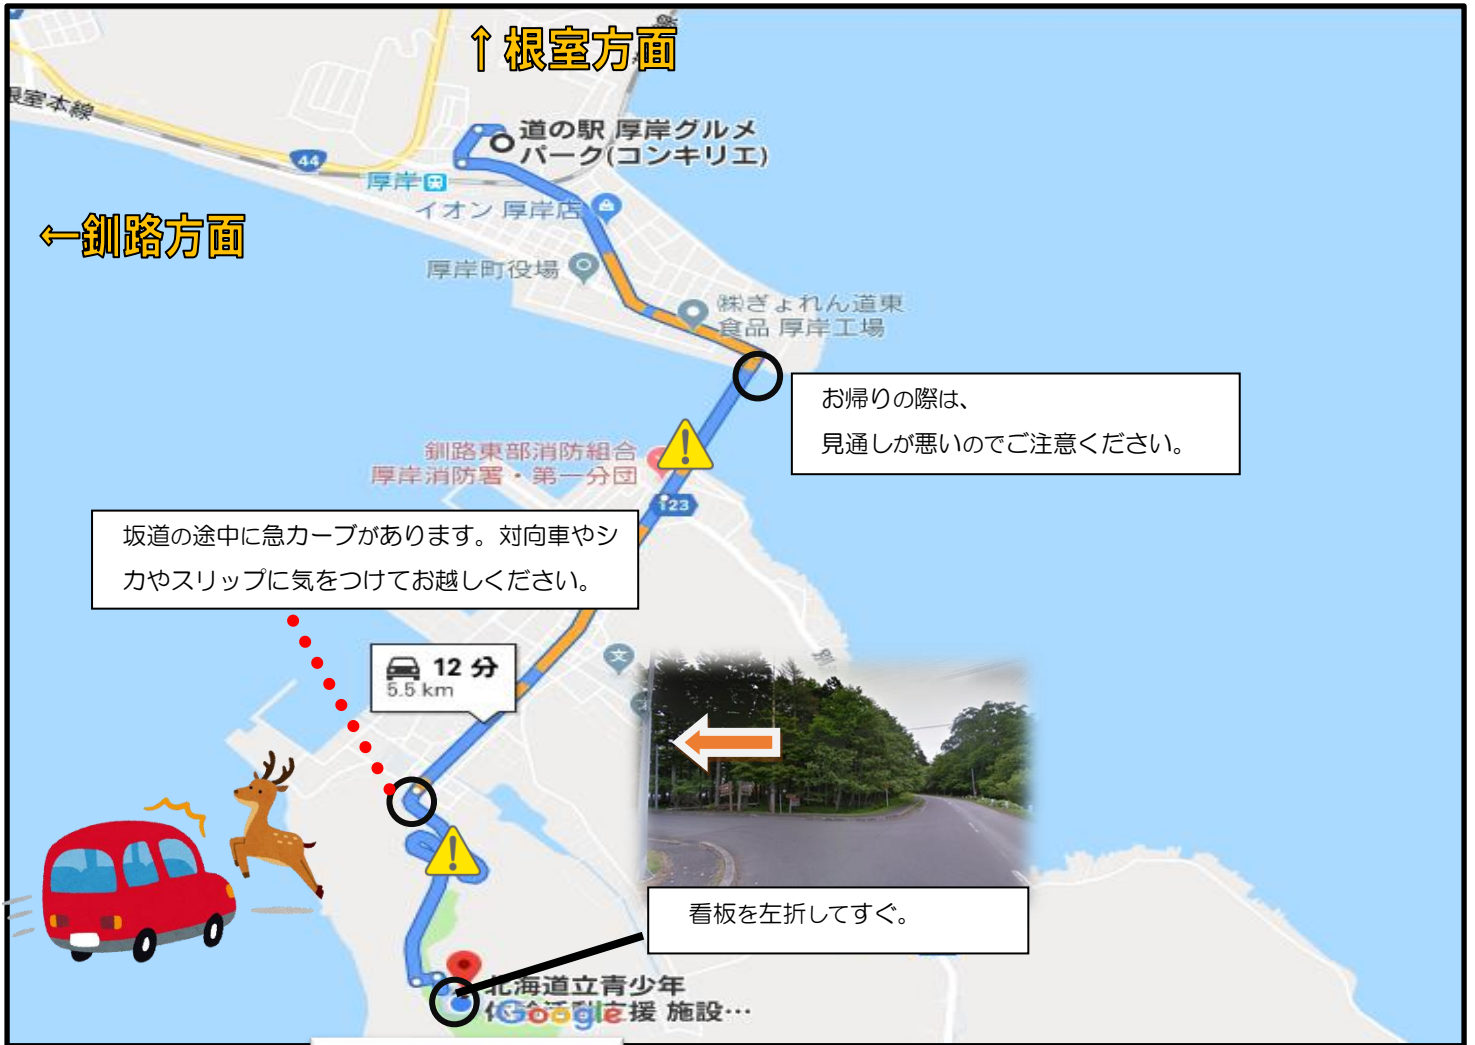 ↑根室方面
根室本線
道の駅 厚岸グルメ
パーク(コンキリエ)
44
厚岸
イオン 厚岸店
←釧路方面
厚岸町役場
㈱ぎょれん道東
食品 厚岸工場
お帰りの際は、
見通しが悪いのでご注意ください。
釧路東部消防組合
厚岸消防署・第一分団
123
坂道の途中に急カーブがあります。対向車やシ
カやスリップに気をつけてお越しください。
12 分
5.5 km
文
看板を左折してすぐ。
北海道立青少年
援 施設…
Google